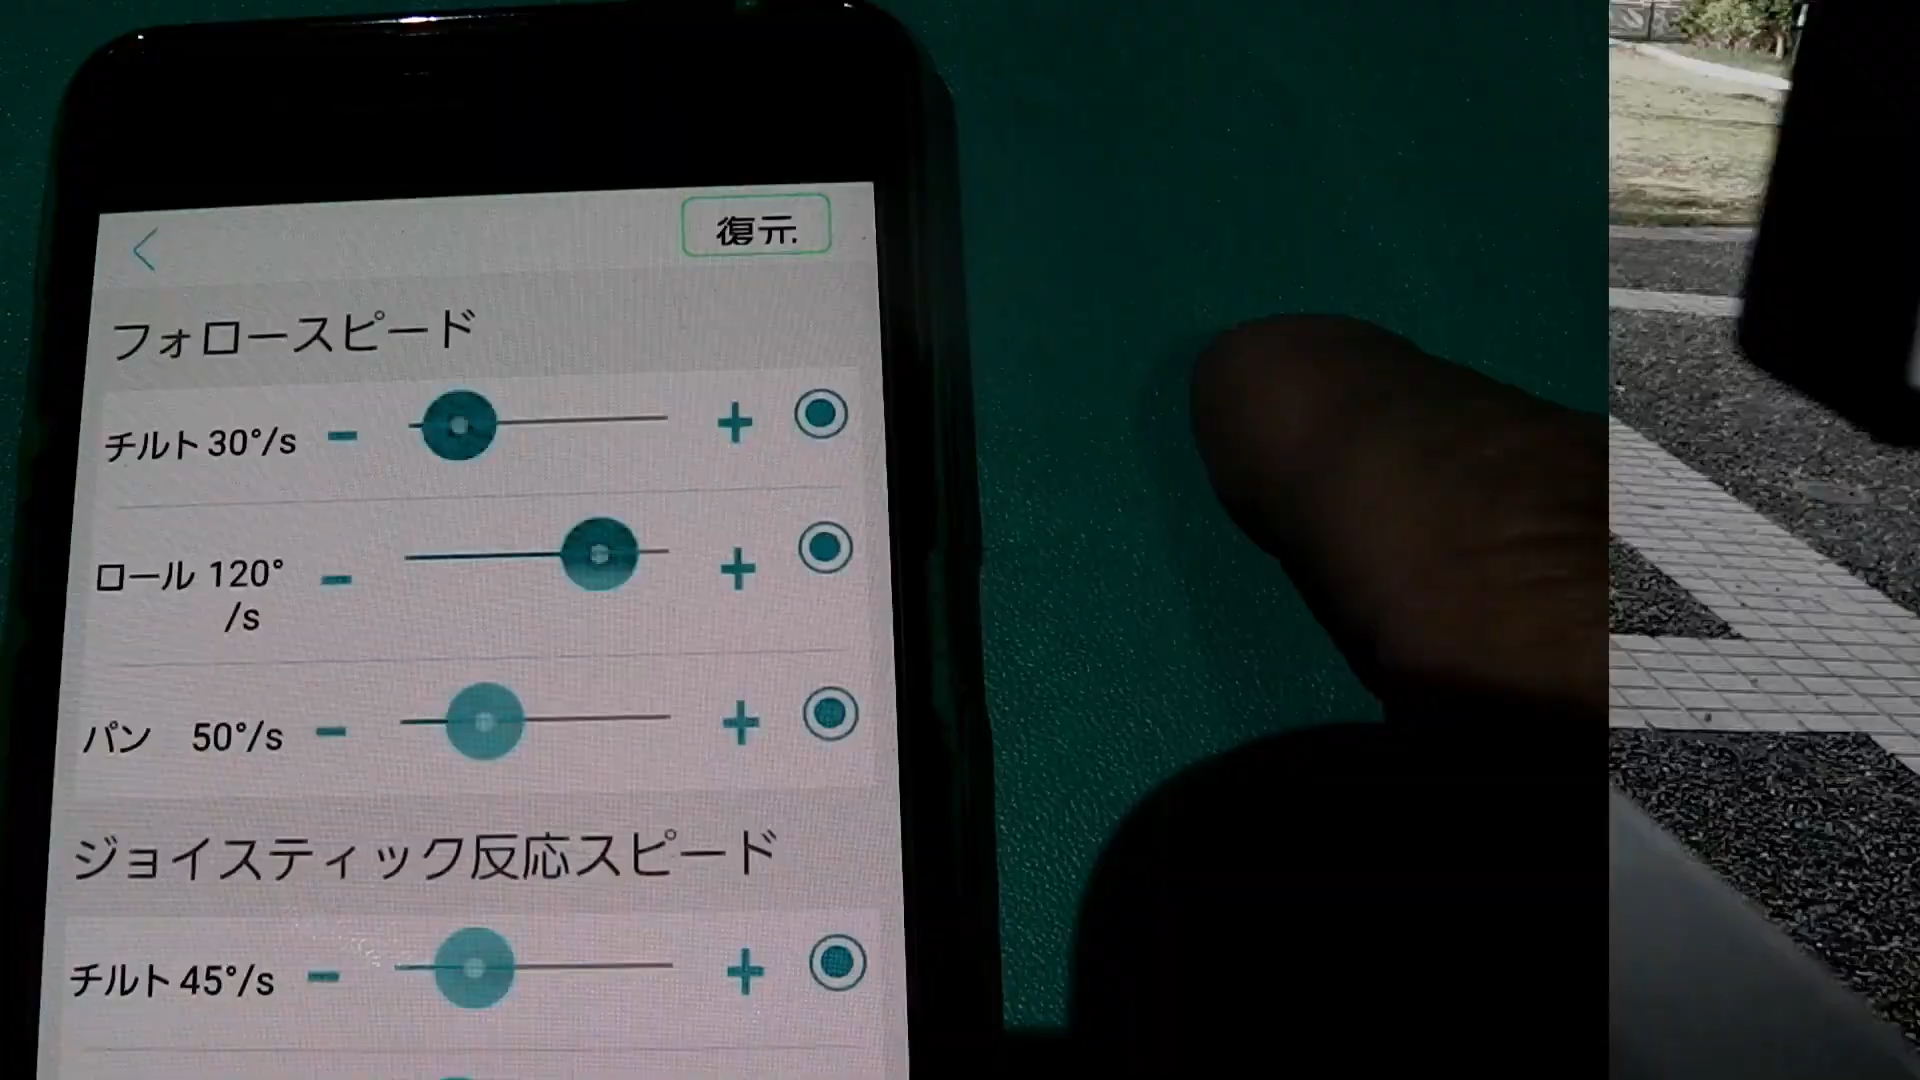 復元.
フォロースピード
チルト 30°/s
ロール 120°
/s
パン 50°/s
ジョイスティック反応スピード
チルト 45°/s